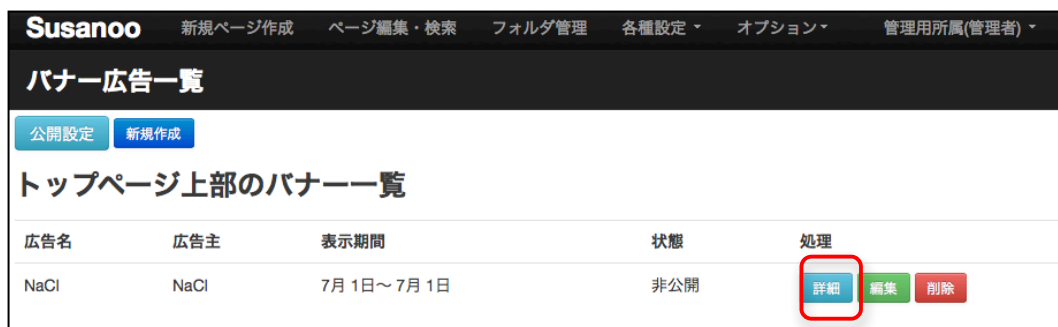 Susanoo 新規ページ作成 ページ編集・検索 フォルダ管理 各種設定 オプション 管理用所属(管理者)
バナー広告一覧
公開設定 新規作成
トップページ上部のバナー一覧
広告名 広告主 表示期間 状態 処理
NaCl NaCl 7月 1日〜 7月 1日 非公開 詳細 編集 削除